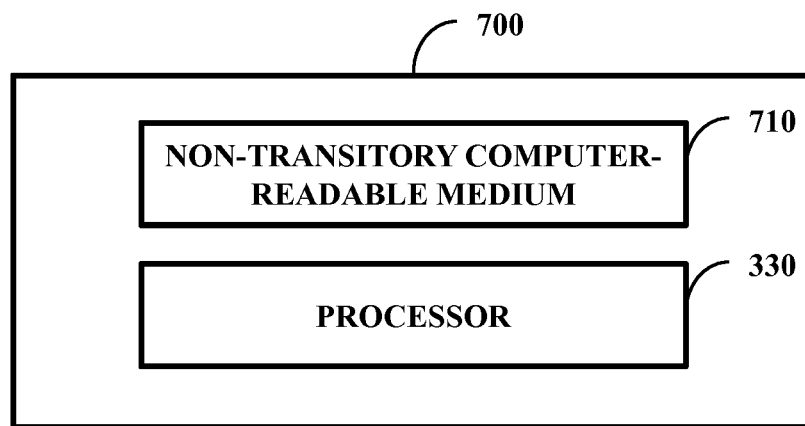 700
710
NON-TRANSITORY COMPUTER-
READABLE MEDIUM
330
PROCESSOR